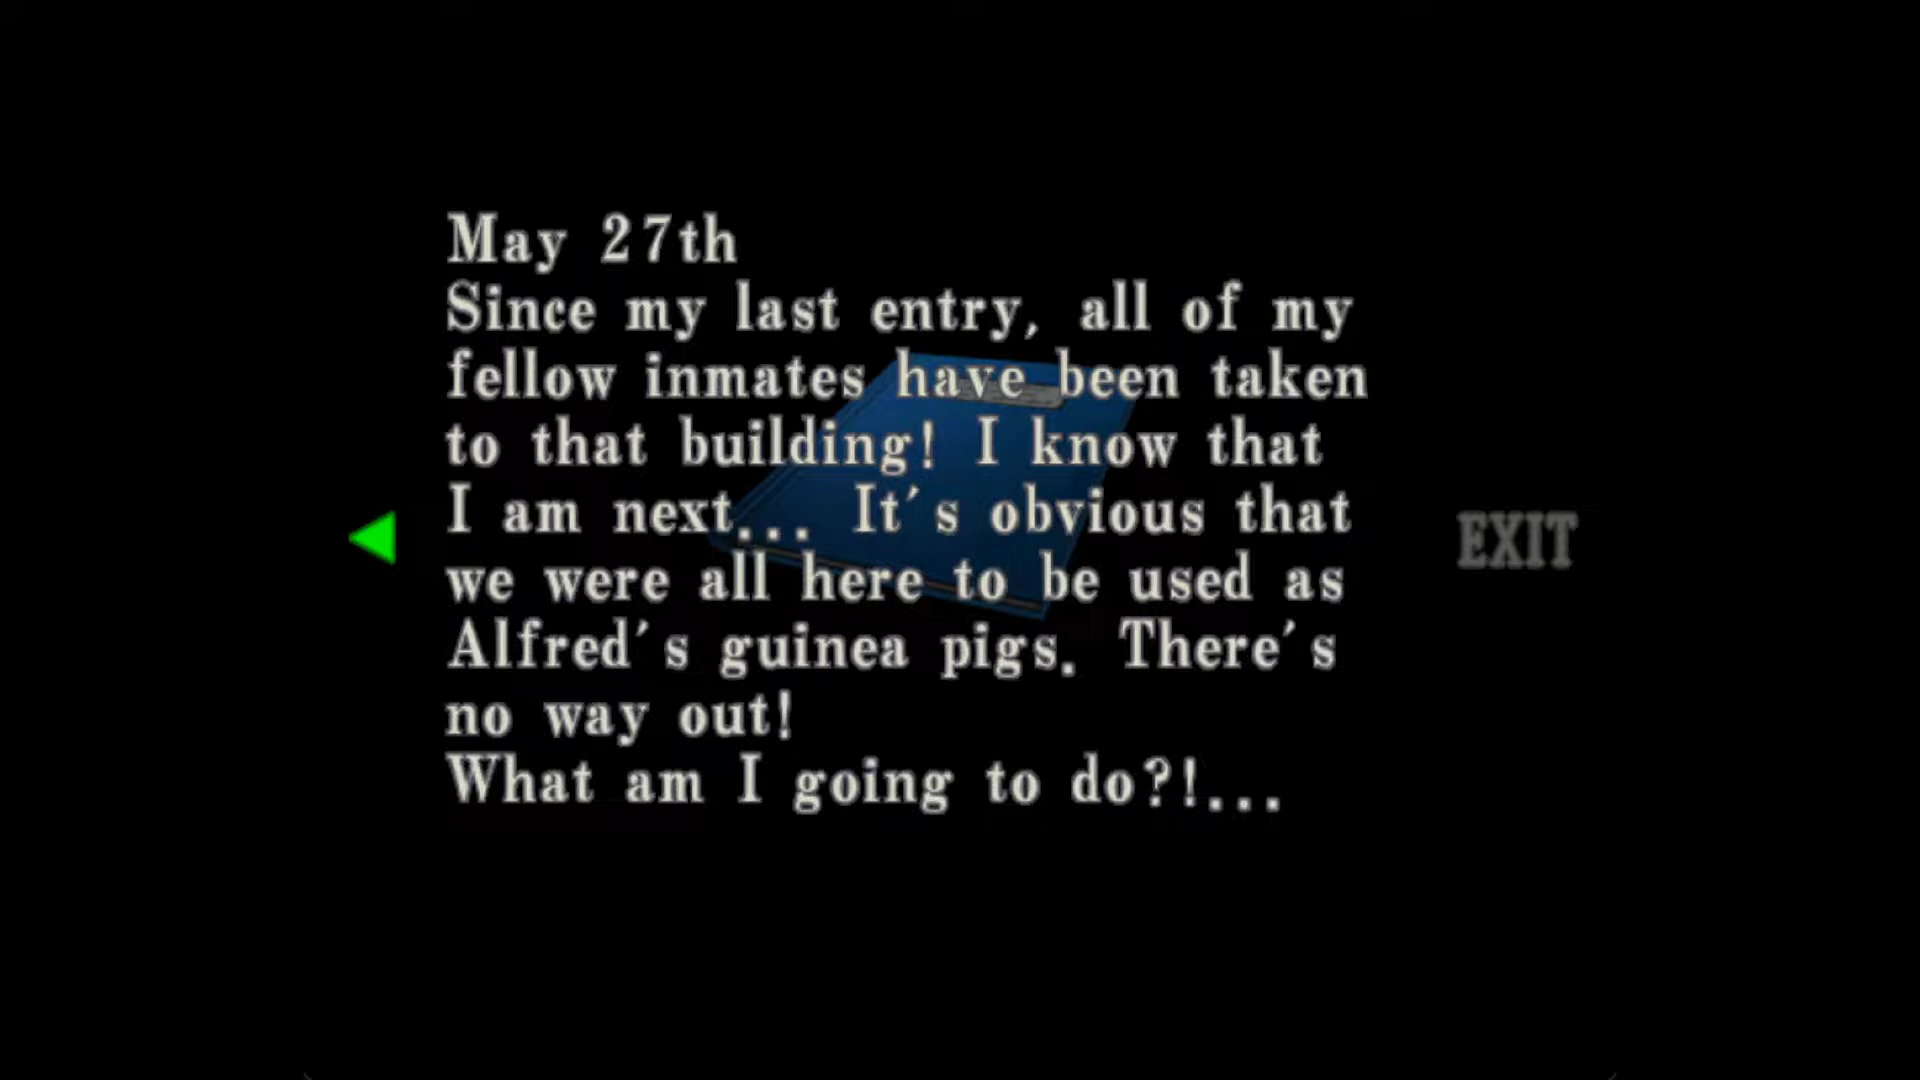 May 27th
Since my last entry, all of my
fellow inmates have been taken
to that building! I know that
I am next... It's obvious that
we were all here to be used as
Alfred's guinea pigs. There's
no way out!
What am I going to do?!...
EXIT